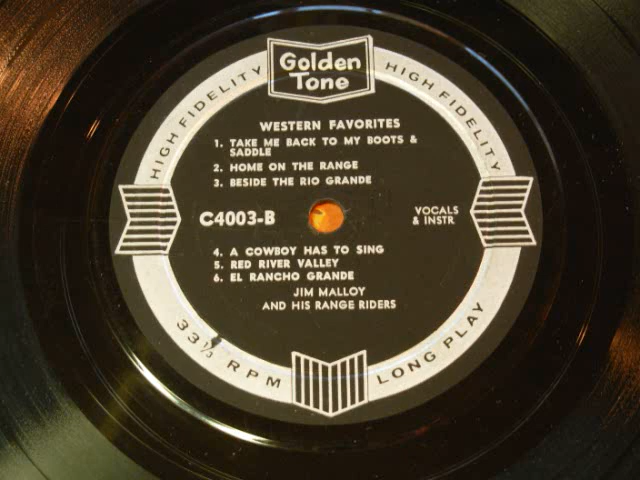 Golden
Tone
HIGH FIDELITY
HIGH FIDELITY
WESTERN FAVORITES
1. TAKE ME BACK TO MY BOOTS &
SADDLE
2. HOME ON THE RANGE
3. BESIDE THE RIO GRANDE
C4003-B
VOCALS
& INSTR
4. A COWBOY HAS TO SING
5. RED RIVER VALLEY
6. EL RANCHO GRANDE
JIM MALLOY
AND HIS RANGE RIDERS
33⅓ RPM
LONG PLAY